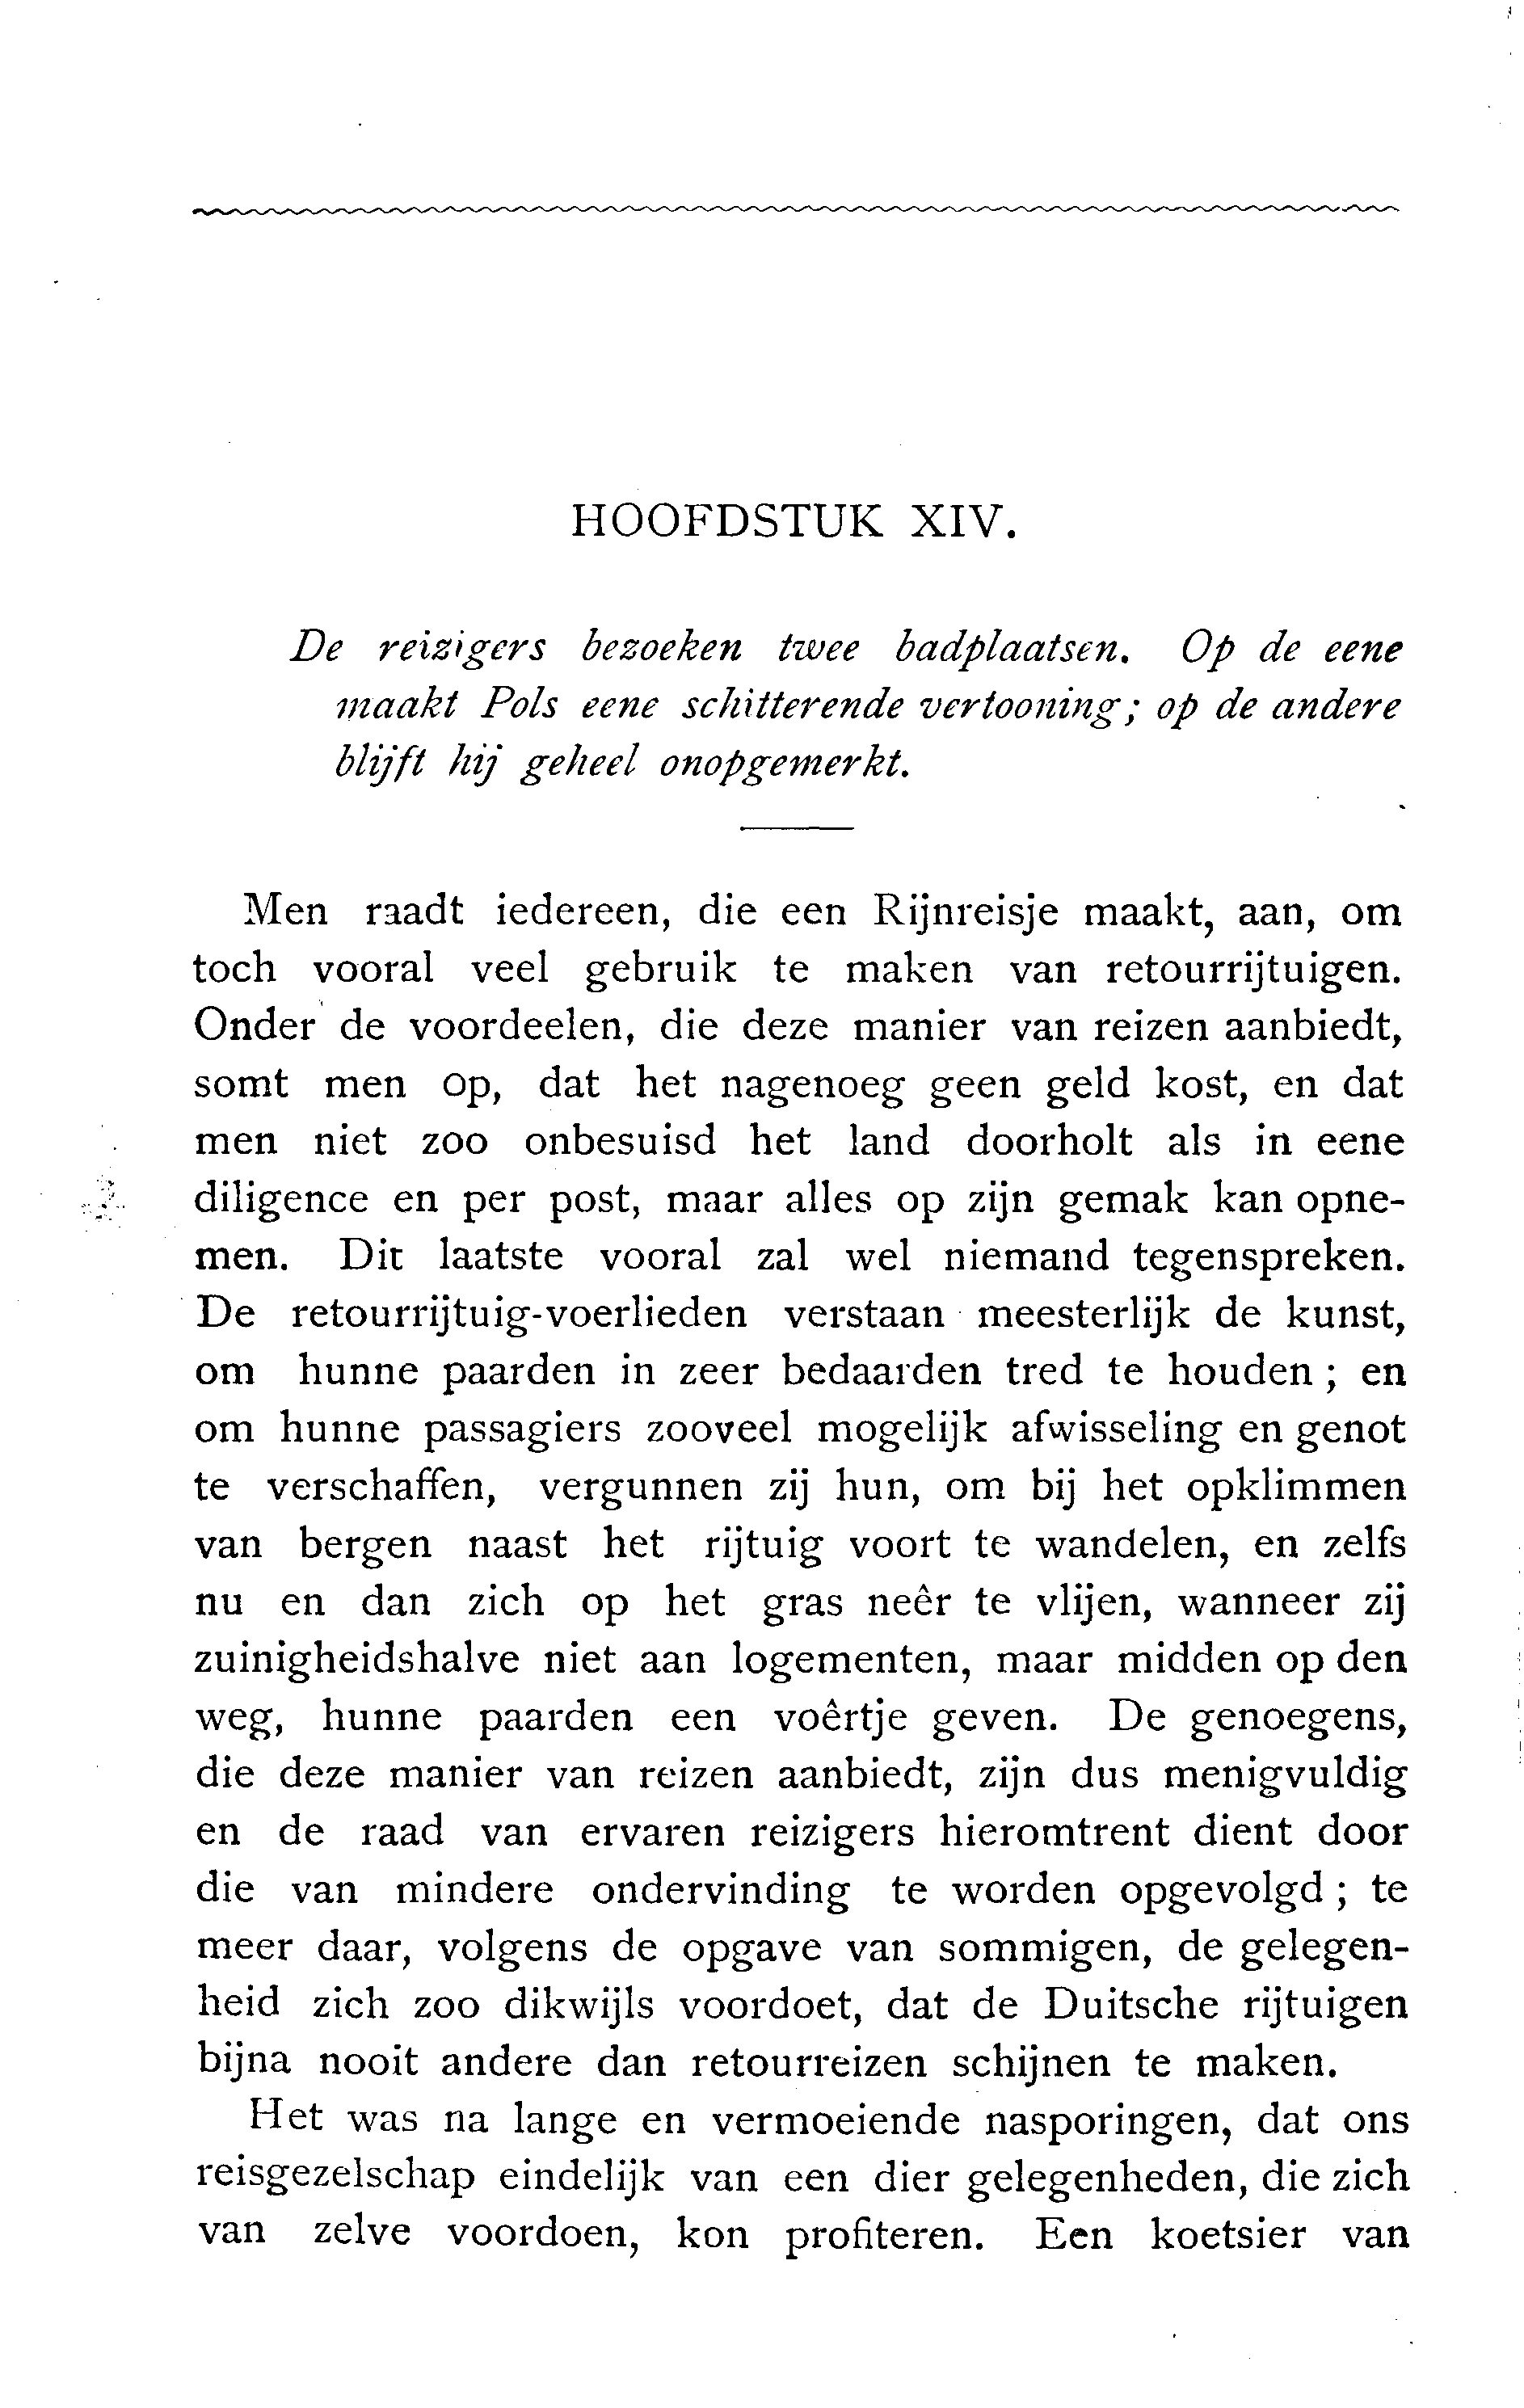 HOOFDSTUK XIV.
De reizigers bezoeken twee badplaatsen. Op de eene
maakt Pols eene schitterende vertooning; op de andere
blijft hij geheel onopgemerkt.
Men raadt iedereen, die een Rijnreisje maakt, aan, om
toch vooral veel gebruik te maken van retourrijtuigen.
Onder de voordeelen, die deze manier van reizen aanbiedt,
somt men op, dat het nagenoeg geen geld kost, en dat
men niet zoo onbesuisd het land doorholt als in eene
diligence en per post, maar alles op zijn gemak kan opne-
men. Dit laatste vooral zal wel niemand tegenspreken.
De retourrijtuig-voerlieden verstaan meesterlijk de kunst,
om hunne paarden in zeer bedaarden tred te houden; en
om hunne passagiers zooveel mogelijk afwisseling en genot
te verschaffen, vergunnen zij hun, om bij het opklimmen
van bergen naast het rijtuig voort te wandelen, en zelfs
nu en dan zich op het gras neêr te vlijen, wanneer zij
zuinigheidshalve niet aan logementen, maar midden op den
weg, hunne paarden een voêrtje geven. De genoegens,
die deze manier van reizen aanbiedt, zijn dus menigvuldig
en de raad van ervaren reizigers hieromtrent dient door
die van mindere ondervinding te worden opgevolgd; te
meer daar, volgens de opgave van sommigen, de gelegen-
heid zich zoo dikwijls voordoet, dat de Duitsche rijtuigen
bijna nooit andere dan retourreizen schijnen te maken.
Het was na lange en vermoeiende nasporingen, dat ons
reisgezelschap eindelijk van een dier gelegenheden, die zich
van zelve voordoen, kon profiteren. Een koetsier van